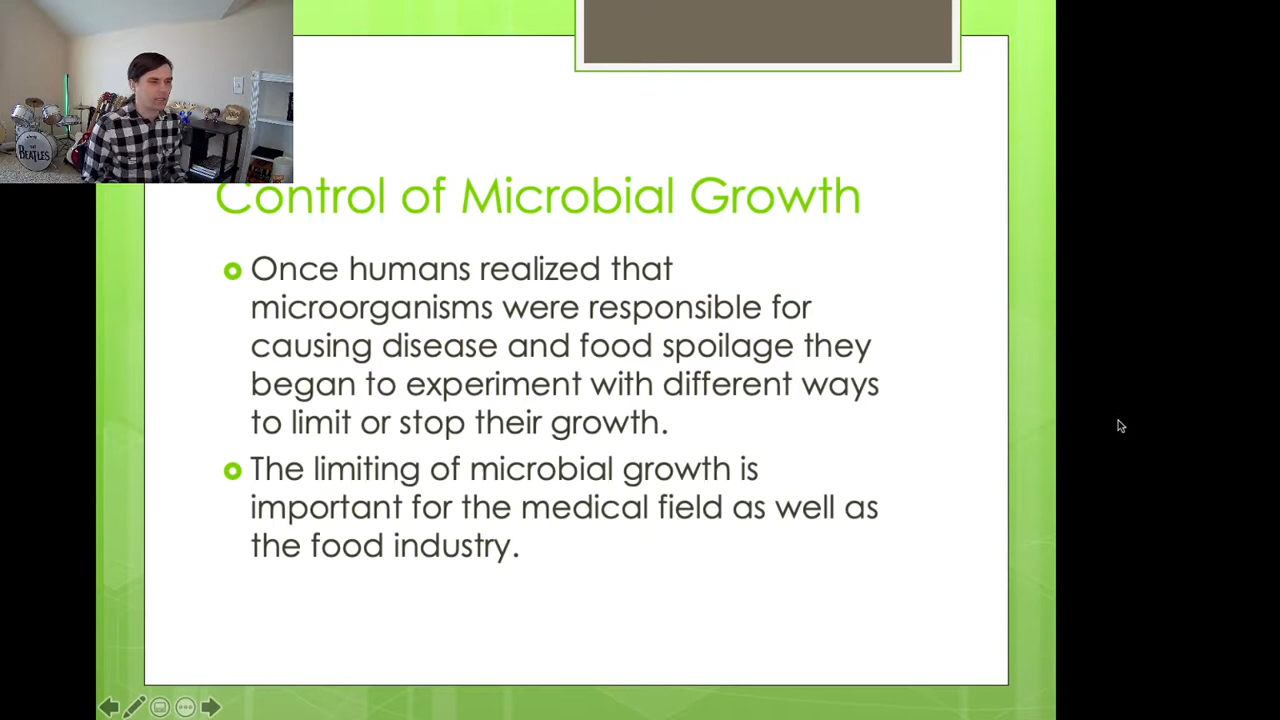 THE
BEATLES
Control of Microbial Growth
Once humans realized that
microorganisms were responsible for
causing disease and food spoilage they
began to experiment with different ways
to limit or stop their growth.
The limiting of microbial growth is
important for the medical field as well as
the food industry.